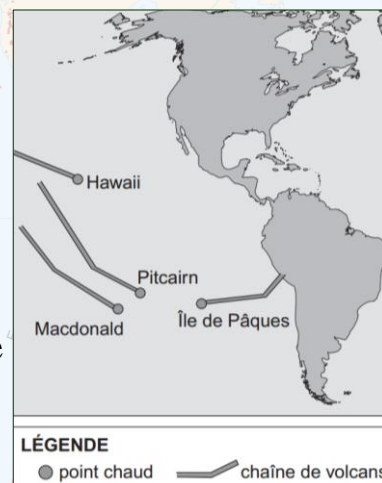 Hawaii
Pitcairn
Macdonald
Île de Pâques
LÉGENDE
point chaud
chaîne de volcans